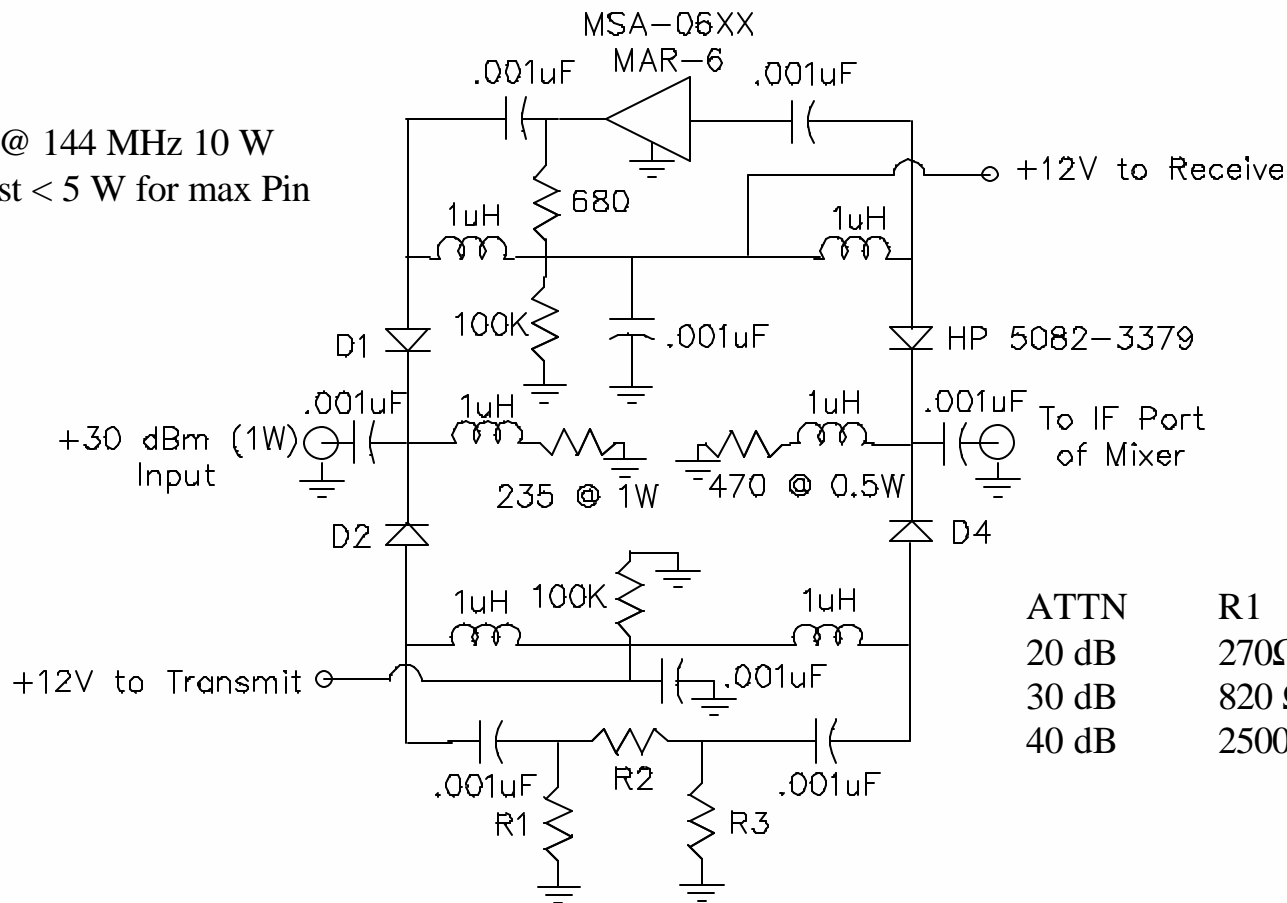 MSA-06XX
MAR-6
.001uF
.001uF
@ 144 MHz 10 W
st < 5 W for max Pin
+12V to Receive
680
1uH
1uH
100K
.001uF
D1
HP 5082-3379
.001uF
1uH
1uH
.001uF
+30 dBm (1W)
Input
To IF Port
of Mixer
235 @ 1W
470 @ 0.5W
D2
D4
1uH
100K
1uH
+12V to Transmit
.001uF
.001uF
R2
.001uF
R1
R3
ATTN R1
20 dB 270Ω
30 dB 820 Ω
40 dB 2500